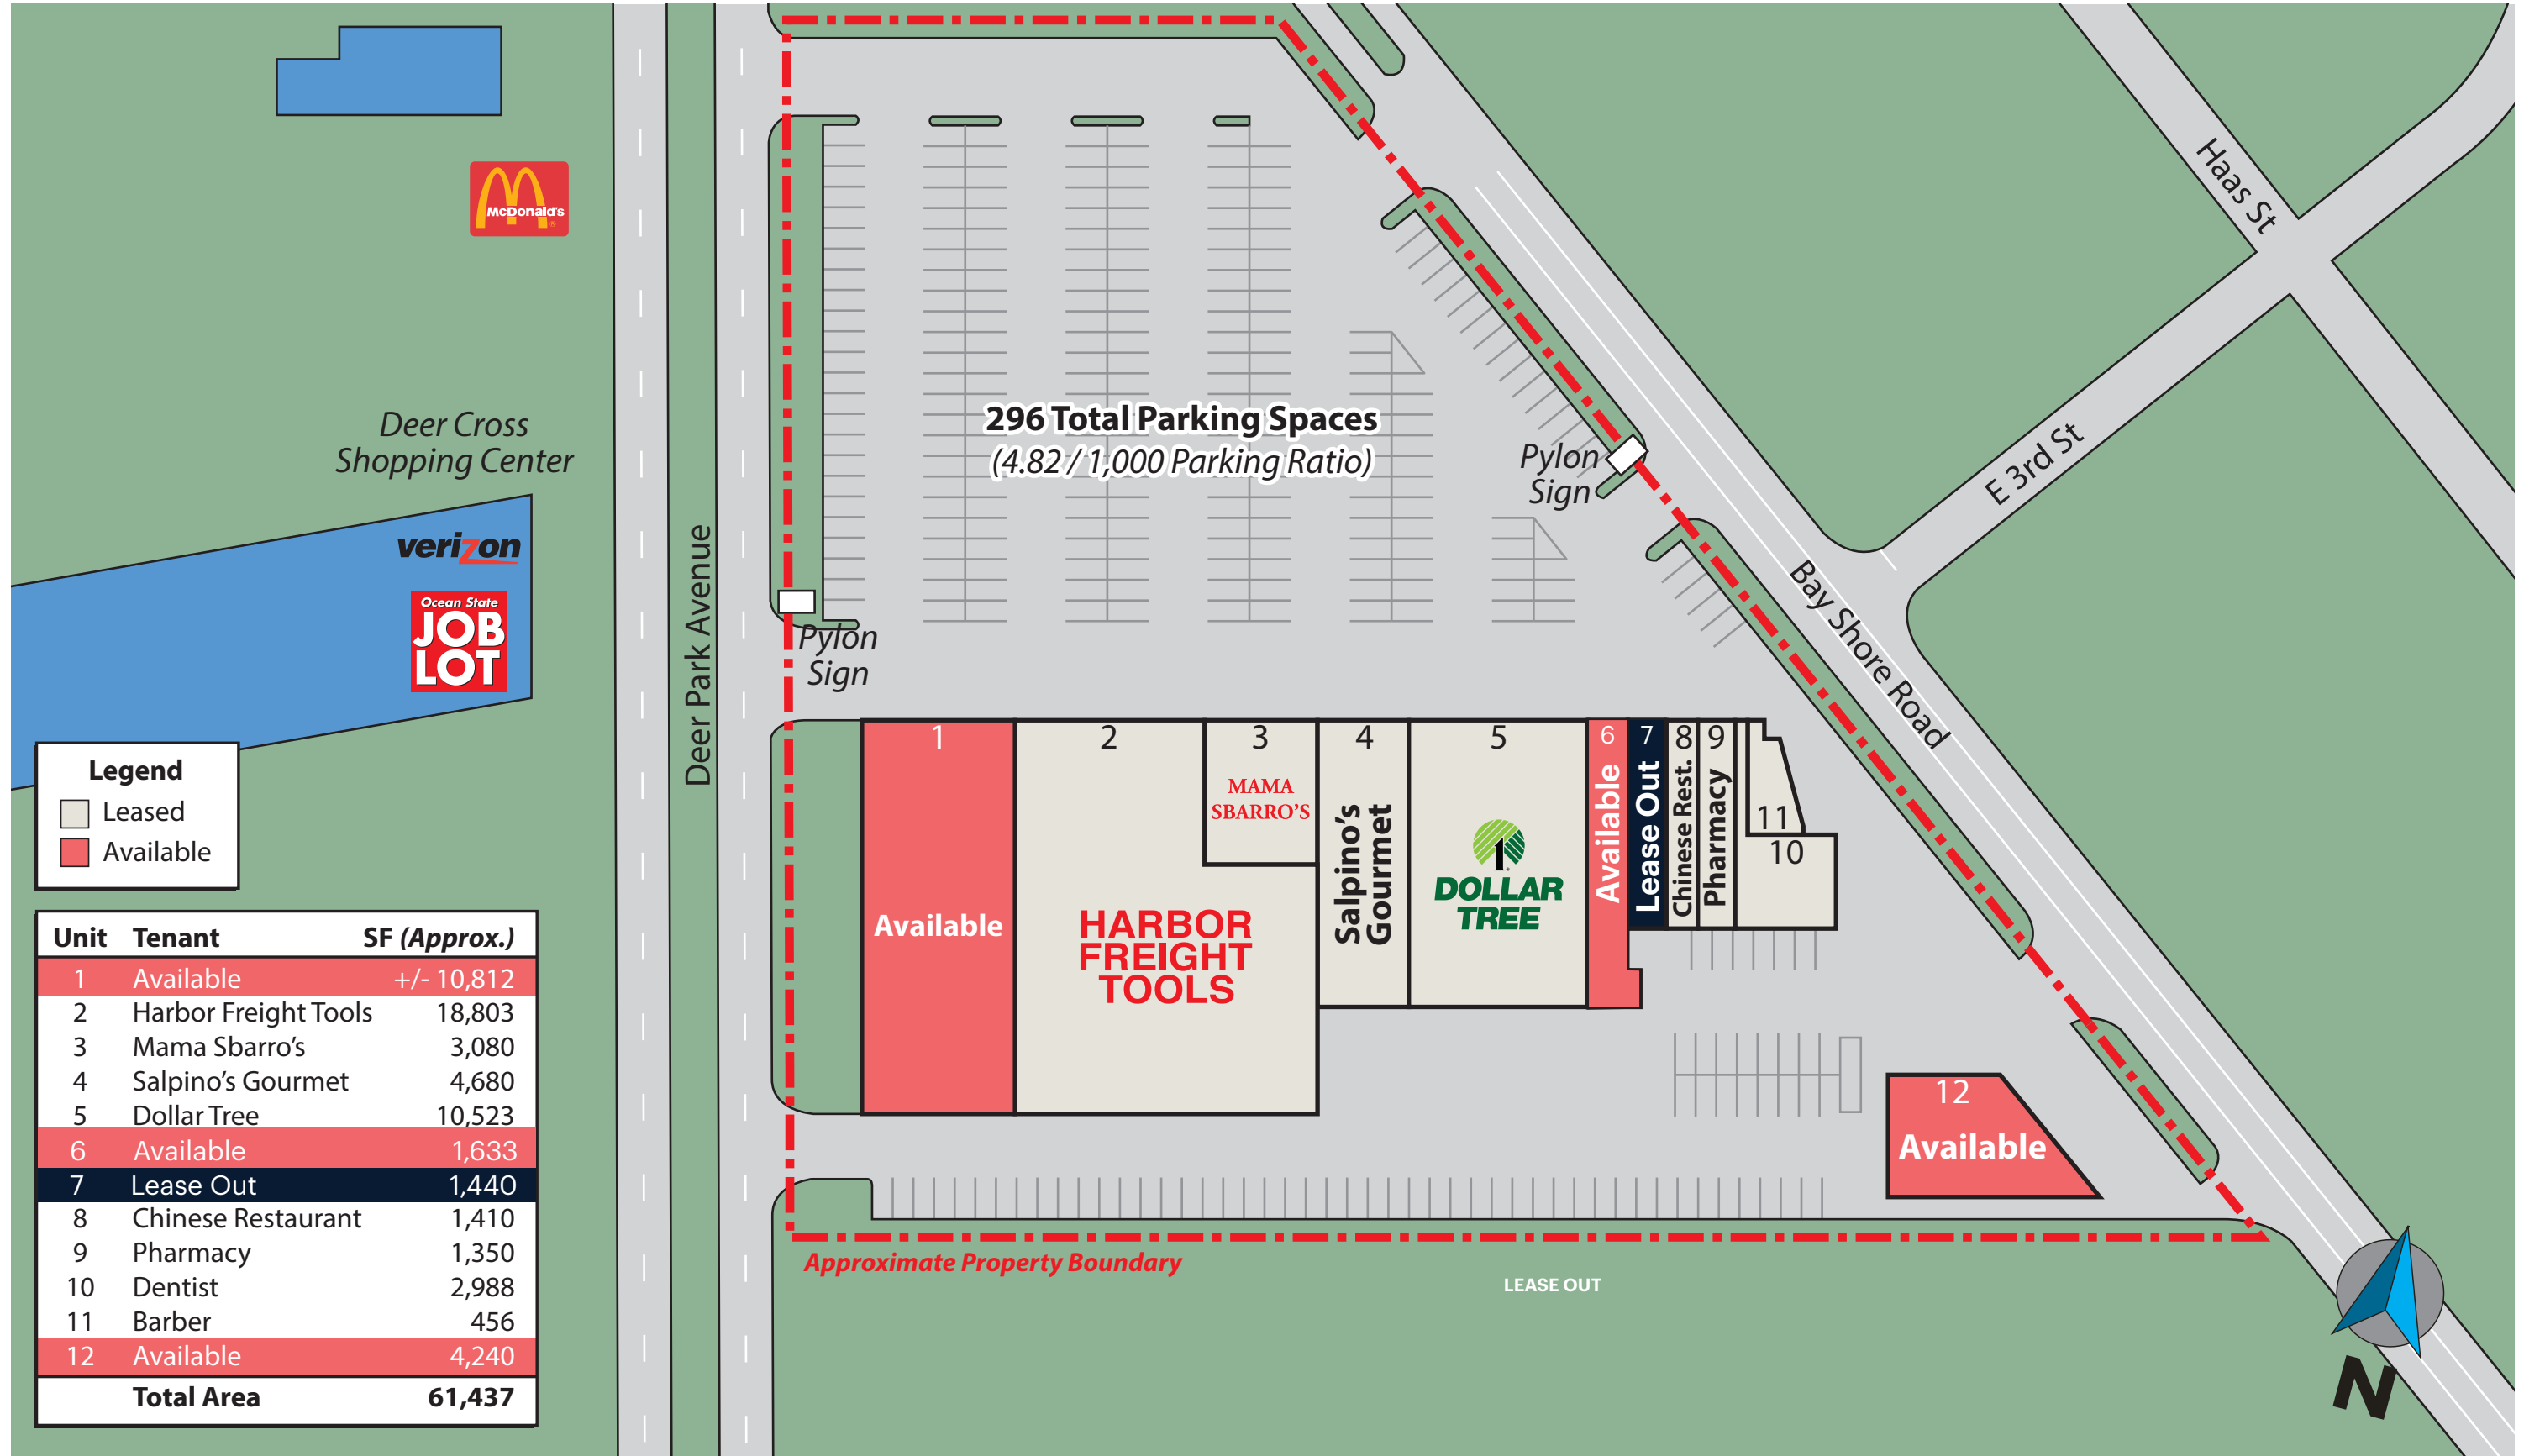 McDonald's
Deer Cross
Shopping Center
verizon
Ocean State
JOB
LOT
Deer Park Avenue
296 Total Parking Spaces
(4.82 / 1,000 Parking Ratio)
Pylon
Sign
Pylon
Sign
Haas St
E 3rd St
Bay Shore Road
1
Available
2
HARBOR
FREIGHT
TOOLS
3
MAMA
SBARRO'S
4
Salpino's
Gourmet
5
DOLLAR
TREE
6
Available
7
Lease Out
8
Chinese Rest.
9
Pharmacy
11
10
12
Available
Approximate Property Boundary
LEASE OUT
N
Legend
Leased
Available
Unit Tenant SF (Approx.)
1 Available +/- 10,812
2 Harbor Freight Tools 18,803
3 Mama Sbarro's 3,080
4 Salpino's Gourmet 4,680
5 Dollar Tree 10,523
6 Available 1,633
7 Lease Out 1,440
8 Chinese Restaurant 1,410
9 Pharmacy 1,350
10 Dentist 2,988
11 Barber 456
12 Available 4,240
Total Area 61,437